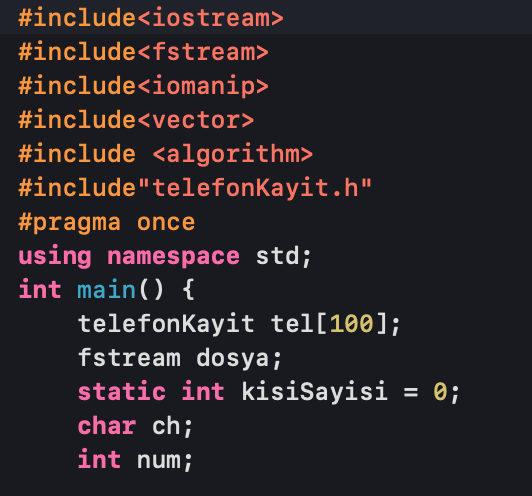 #include<iostream>
#include<fstream>
#include<iomanip>
#include<vector>
#include <algorithm>
#include"telefonKayit.h"
#pragma once
using namespace std;
int main() {
    telefonKayit tel[100];
    fstream dosya;
    static int kisiSayisi = 0;
    char ch;
    int num;